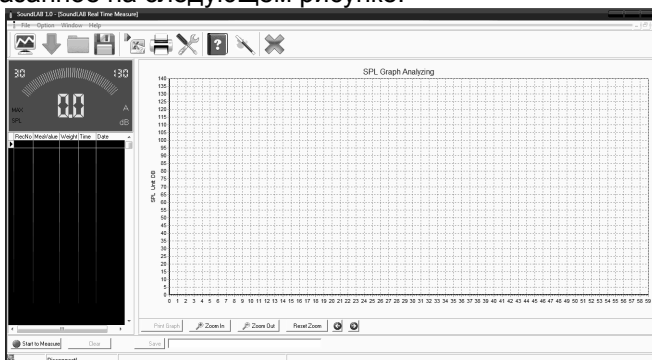 азанное на следующем рисунке.
SoundLAB 1.0 - [SoundLAB Real Time Measure]
File Option Window Help
30 130
0.0
MAX A
SPL dB
RecNo MeaValue Weight Time Date
SPL Graph Analyzing
SPL Unit DB
140
135
130
125
120
115
110
105
100
95
90
85
80
75
70
65
60
55
50
45
40
35
30
25
20
15
10
5
0
0 1 2 3 4 5 6 7 8 9 10 11 12 13 14 15 16 17 18 19 20 21 22 23 24 25 26 27 28 29 30 31 32 33 34 35 36 37 38 39 40 41 42 43 44 45 46 47 48 49 50 51 52 53 54 55 56 57 58 59
Print Graph Zoom In Zoom Out Reset Zoom
Start to Measure Save